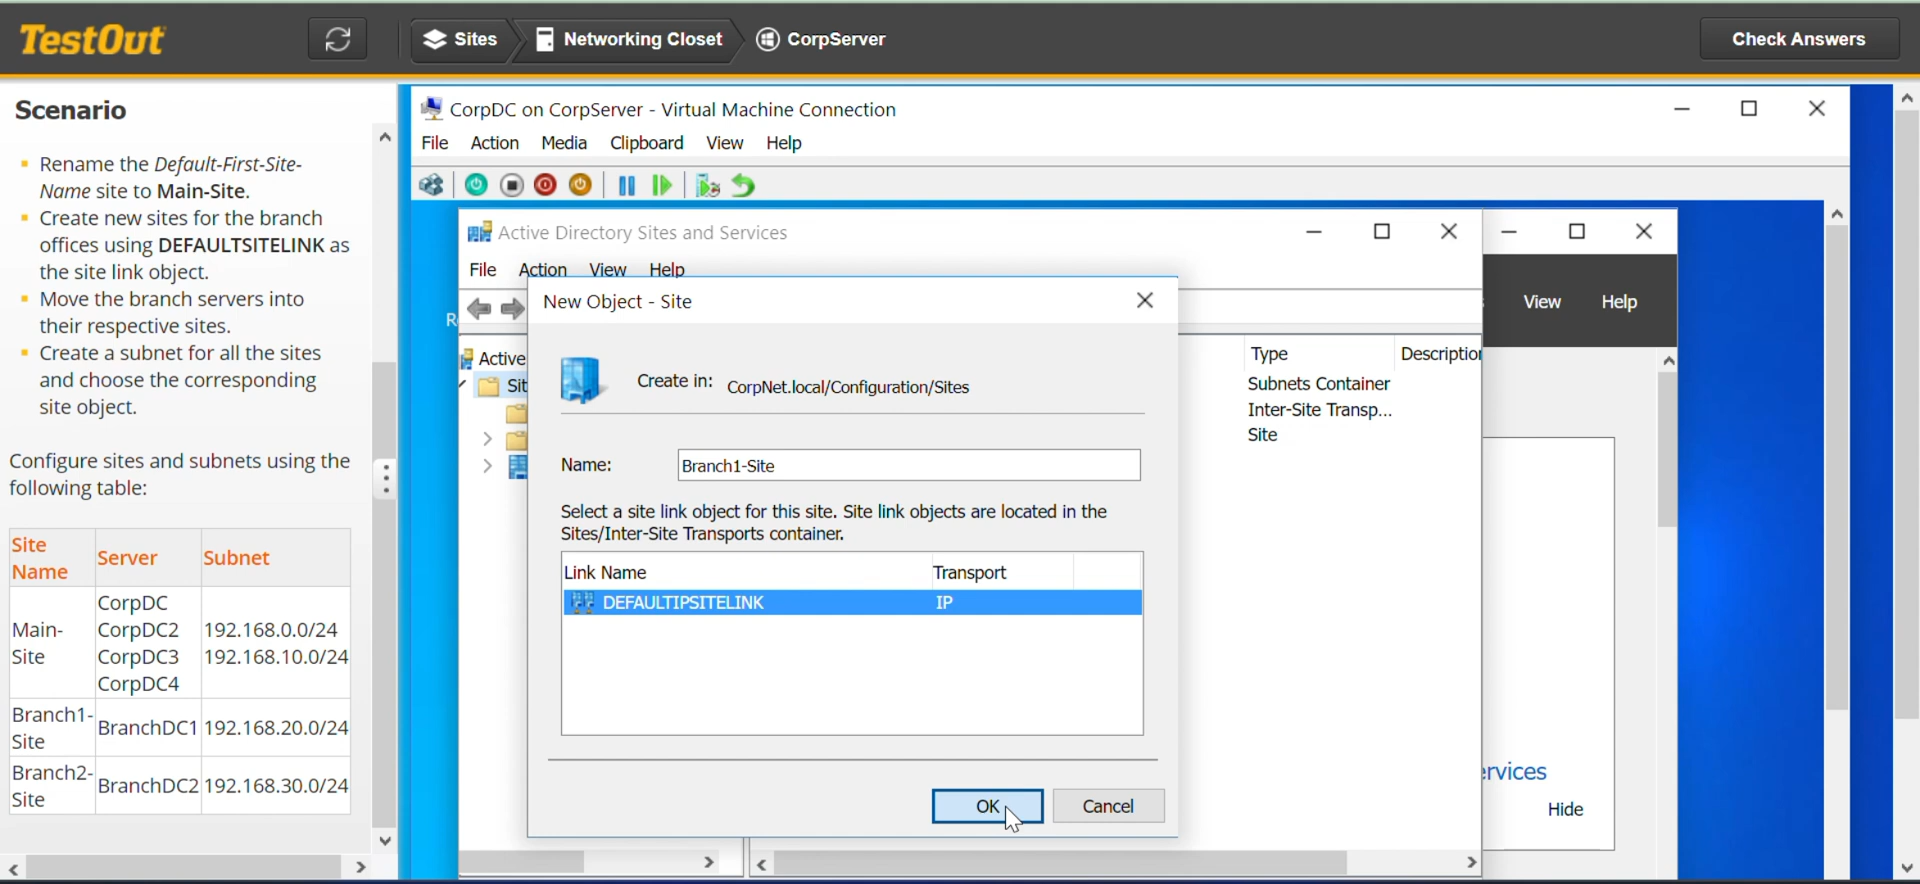 TestOut
Sites
Networking Closet
CorpServer
Check Answers
Scenario
Rename the Default-First-Site-
Name site to Main-Site.
Create new sites for the branch
offices using DEFAULTSITELINK as
the site link object.
Move the branch servers into
their respective sites.
Create a subnet for all the sites
and choose the corresponding
site object.
Configure sites and subnets using the
following table:
Site
Name
Server
Subnet
Main-
Site
CorpDC
CorpDC2
CorpDC3
CorpDC4
192.168.0.0/24
192.168.10.0/24
Branch1-
Site
BranchDC1
192.168.20.0/24
Branch2-
Site
BranchDC2
192.168.30.0/24
CorpDC on CorpServer - Virtual Machine Connection
File Action Media Clipboard View Help
Active Directory Sites and Services
File Action View Help
View Help
R
Active
Sit
Type Description
Subnets Container
Inter-Site Transp...
Site
New Object - Site
Create in: CorpNet.local/Configuration/Sites
Name: Branch1-Site
Select a site link object for this site. Site link objects are located in the
Sites/Inter-Site Transports container.
Link Name Transport
DEFAULTIPSITELINK IP
OK Cancel
ervices
Hide